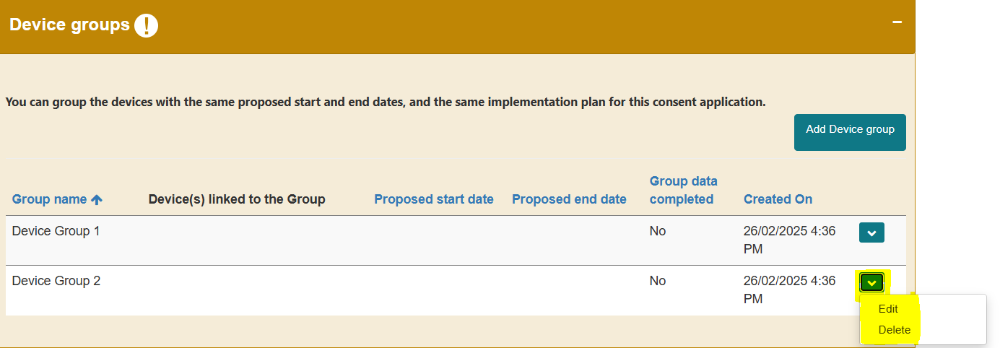 Device groups !
You can group the devices with the same proposed start and end dates, and the same implementation plan for this consent application.
Add Device group
Group name Device(s) linked to the Group Proposed start date Proposed end date Group data completed Created On
Device Group 1 No 26/02/2025 4:36 PM
Device Group 2 No 26/02/2025 4:36 PM
Edit
Delete